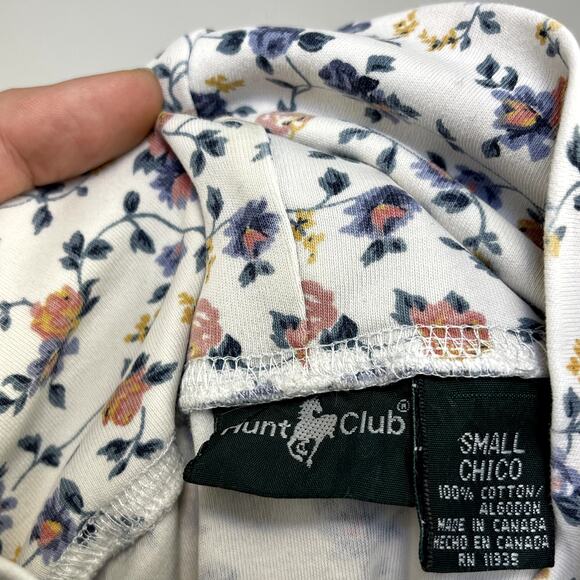 Hunt Club®
SMALL
CHICO
100% COTTON/
ALGODON
MADE IN CANADA
HECHO EN CANADA
RN 11935